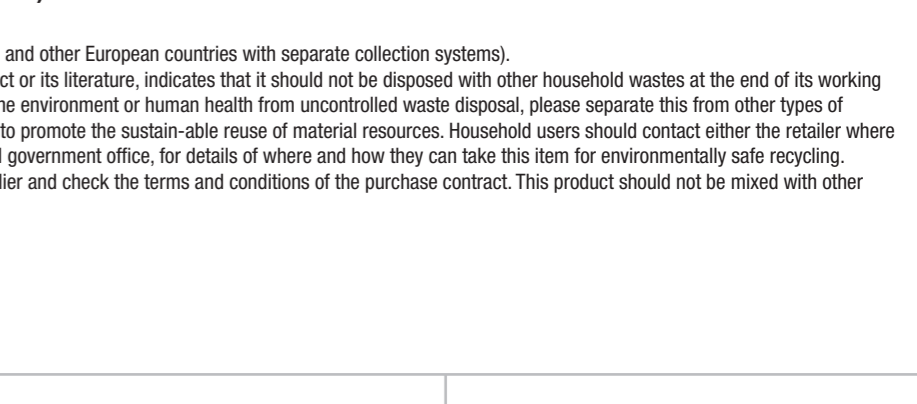 and other European countries with separate collection systems).
ct or its literature, indicates that it should not be disposed with other household wastes at the end of its working
ne environment or human health from uncontrolled waste disposal, please separate this from other types of
to promote the sustain-able reuse of material resources. Household users should contact either the retailer where
l government office, for details of where and how they can take this item for environmentally safe recycling.
lier and check the terms and conditions of the purchase contract. This product should not be mixed with other